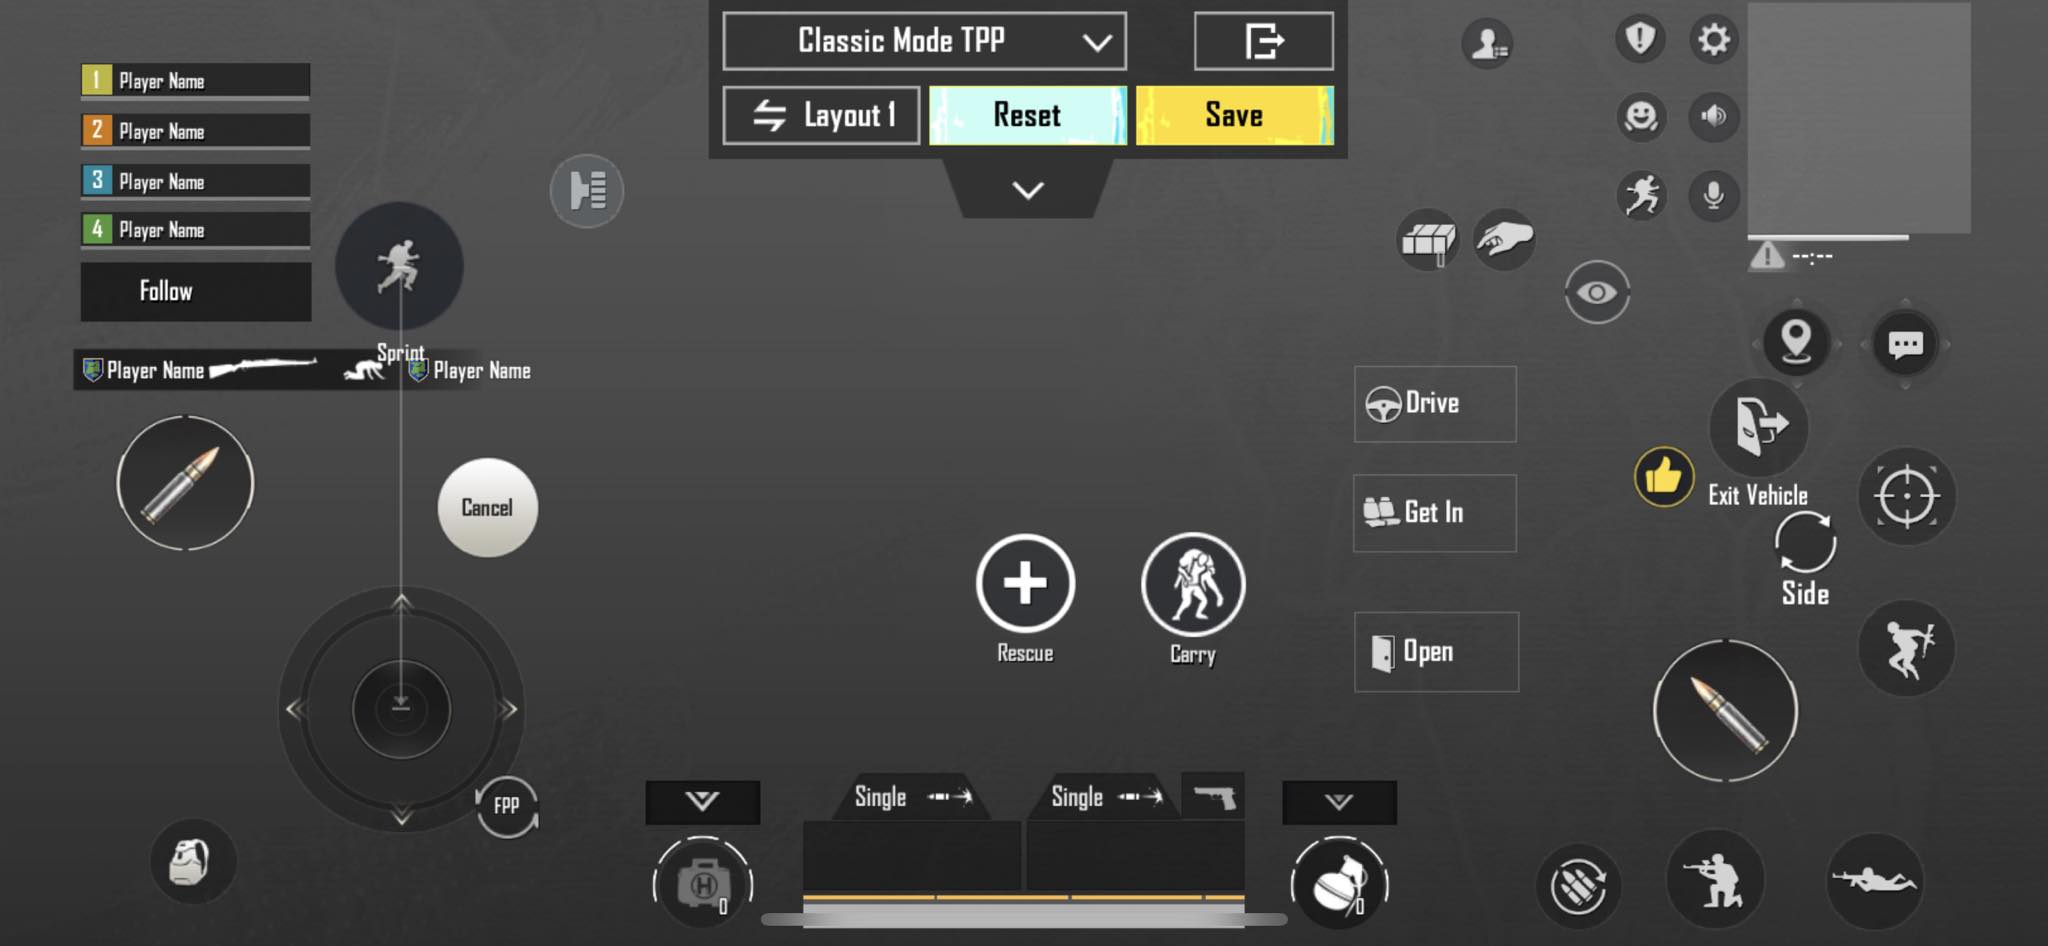 Classic Mode TPP
Layout 1
Reset
Save
1 Player Name
2 Player Name
3 Player Name
4 Player Name
Follow
Sprint
Player Name
Player Name
Cancel
FPP
Rescue
Carry
Drive
Get In
Open
--:--
Exit Vehicle
Side
Single
Single
H
0
0
0